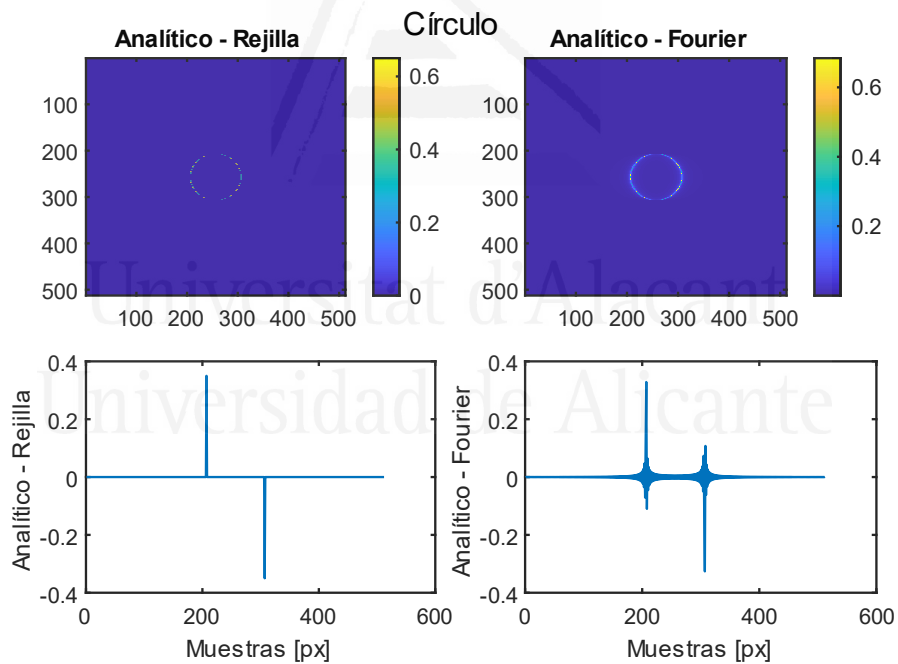 Círculo
Analítico - Rejilla
Analítico - Fourier
100
200
300
400
500
100 200 300 400 500
0.6
0.4
0.2
0
100
200
300
400
500
100 200 300 400 500
0.6
0.4
0.2
Universitat d'Alacant
Universidad de Alicante
Analítico - Rejilla
0.4
0.2
0
-0.2
-0.4
0 200 400 600
Muestras [px]
Analítico - Fourier
0.4
0.2
0
-0.2
-0.4
0 200 400 600
Muestras [px]